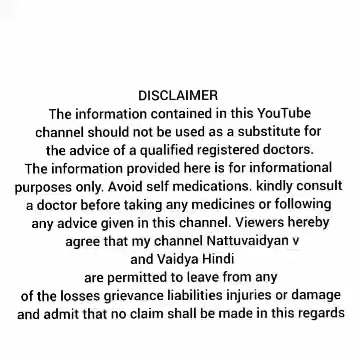 DISCLAIMER
The information contained in this YouTube
channel should not be used as a substitute for
the advice of a qualified registered doctors.
The information provided here is for informational
purposes only. Avoid self medications. kindly consult
a doctor before taking any medicines or following
any advice given in this channel. Viewers hereby
agree that my channel Nattuvaidyan v
and Vaidya Hindi
are permitted to leave from any
of the losses grievance liabilities injuries or damage
and admit that no claim shall be made in this regards